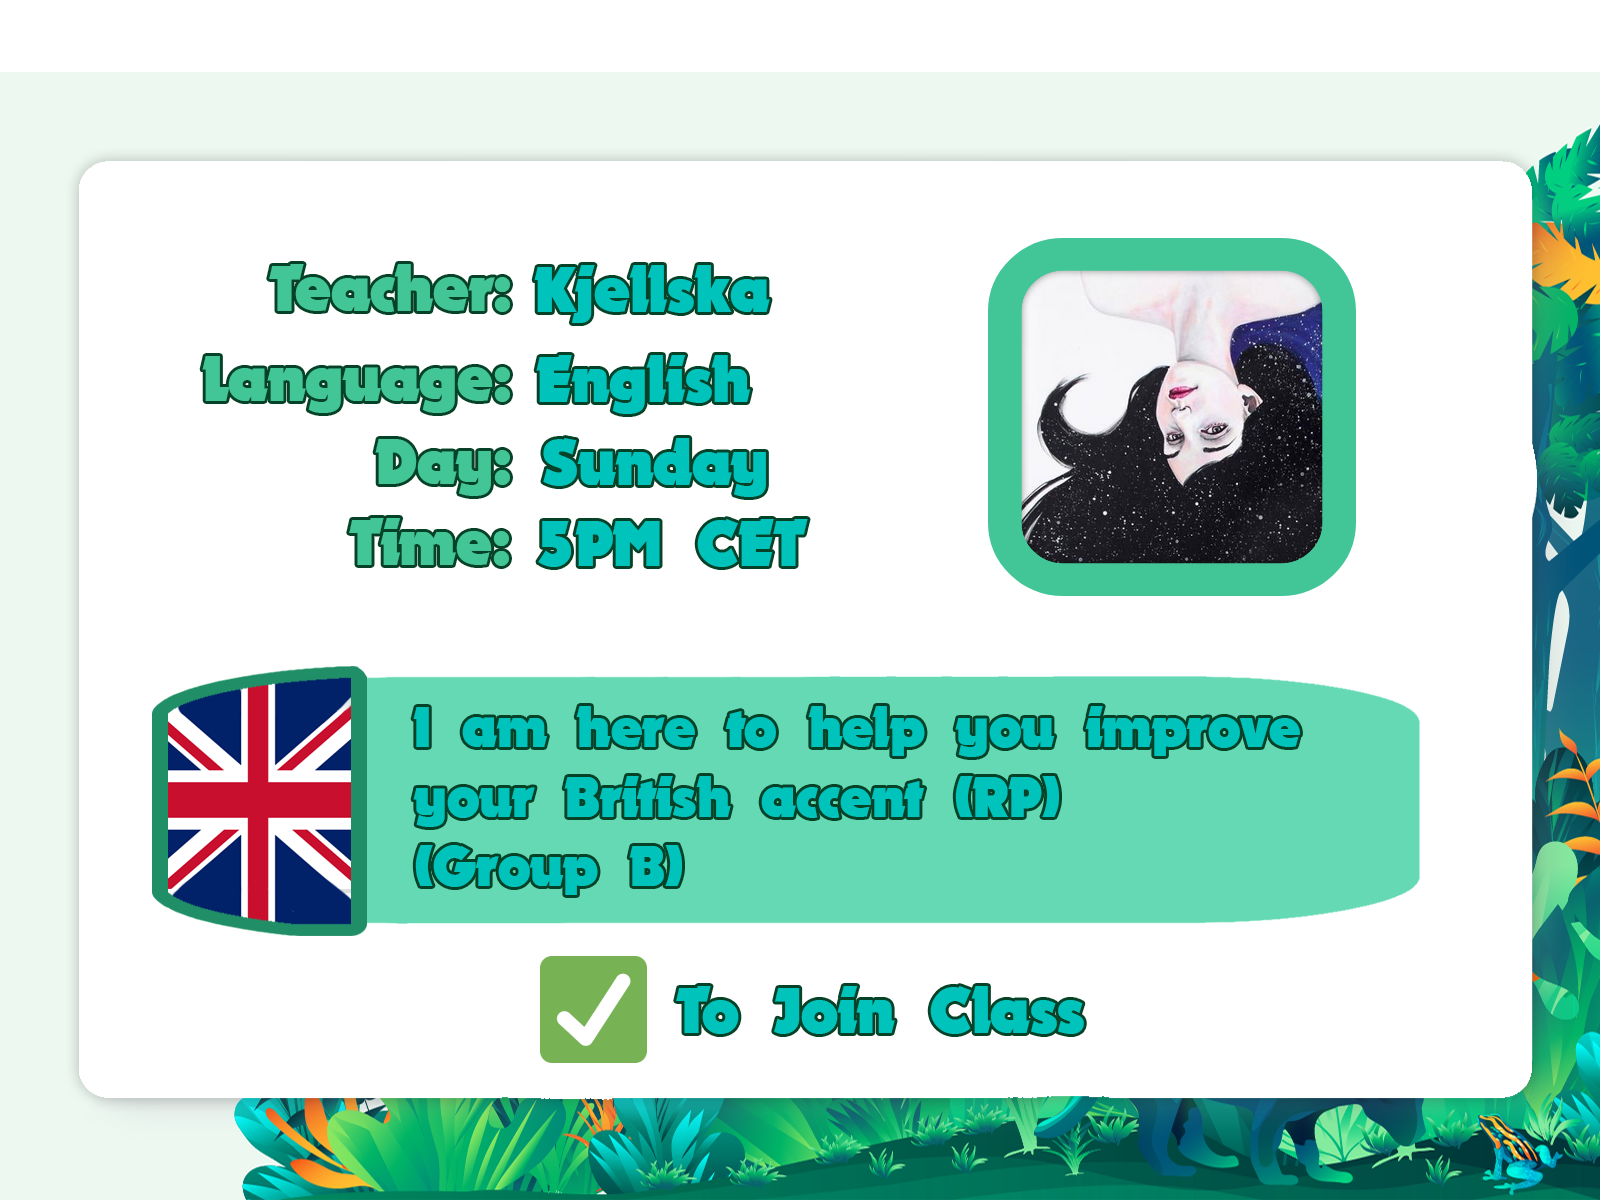 Teacher: Kjellska
Language: English
Day: Sunday
Time: 5PM CET
I am here to help you improve
your British accent (RP)
(Group B)
To Join Class